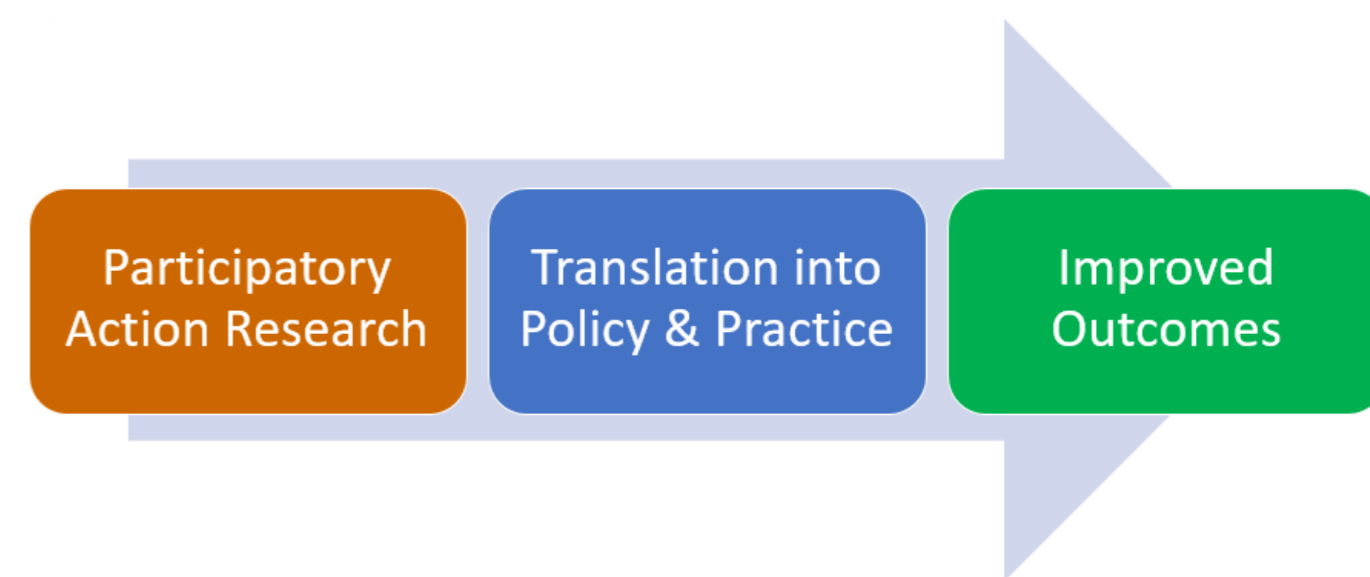 Participatory
Action Research
Translation into
Policy & Practice
Improved
Outcomes